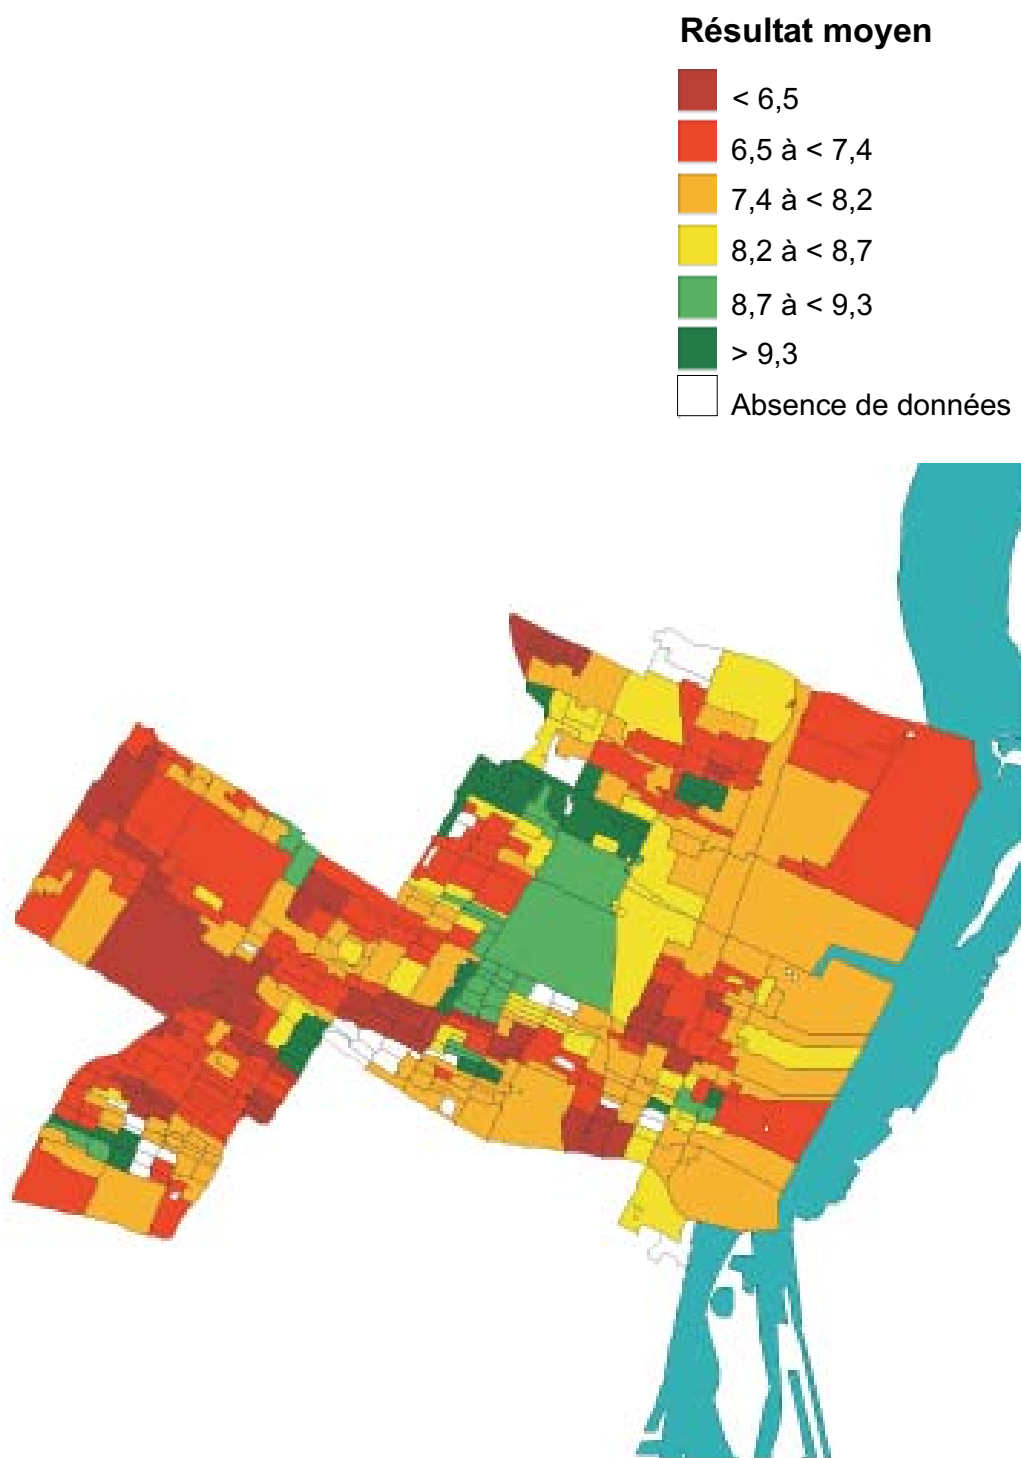 Résultat moyen
< 6,5
6,5 à < 7,4
7,4 à < 8,2
8,2 à < 8,7
8,7 à < 9,3
> 9,3
Absence de données